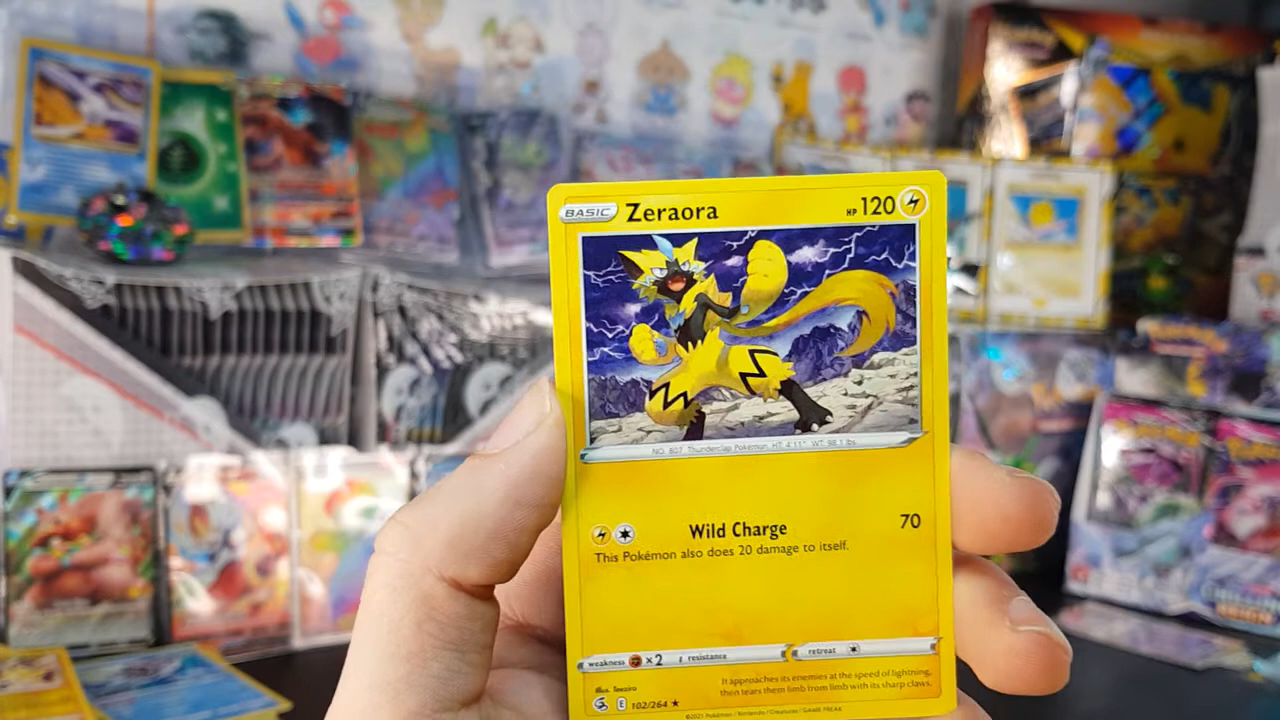 BASIC Zeraora HP 120
NO. 807 Thunderclap Pokémon HT: 4'11" WT: 98.1 lbs
Wild Charge 70
This Pokémon also does 20 damage to itself.
weakness ×2 resistance retreat
It approaches its enemies at the speed of lightning,
then tears them limb from limb with its sharp claws.
Illus. Teeziro
E 102/264 ★
©2021 Pokémon / Nintendo / Creatures / GAME FREAK
CHILLING
REIGN